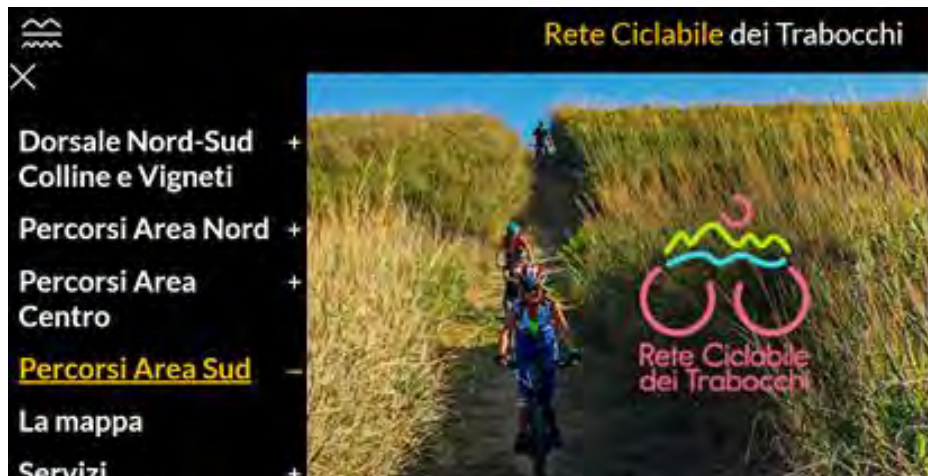 Rete Ciclabile dei Trabocchi
Dorsale Nord-Sud +
Colline e Vigneti
Percorsi Area Nord +
Percorsi Area +
Centro
Percorsi Area Sud –
La mappa
Servizi +
Rete Ciclabile
dei Trabocchi